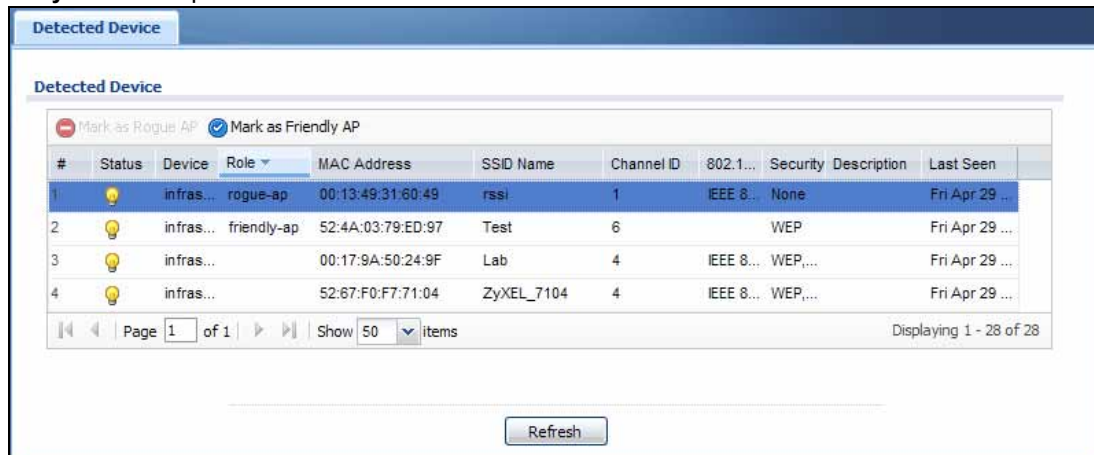 Detected Device
Detected Device
Mark as Rogue AP Mark as Friendly AP
# Status Device Role MAC Address SSID Name Channel ID 802.1... Security Description Last Seen
1 infras... rogue-ap 00:13:49:31:60:49 rssi 1 IEEE 8... None Fri Apr 29 ...
2 infras... friendly-ap 52:4A:03:79:ED:97 Test 6 WEP Fri Apr 29 ...
3 infras... 00:17:9A:50:24:9F Lab 4 IEEE 8... WEP,... Fri Apr 29 ...
4 infras... 52:67:F0:F7:71:04 ZyXEL_7104 4 IEEE 8... WEP,... Fri Apr 29 ...
Page 1 of 1 Show 50 items Displaying 1 - 28 of 28
Refresh